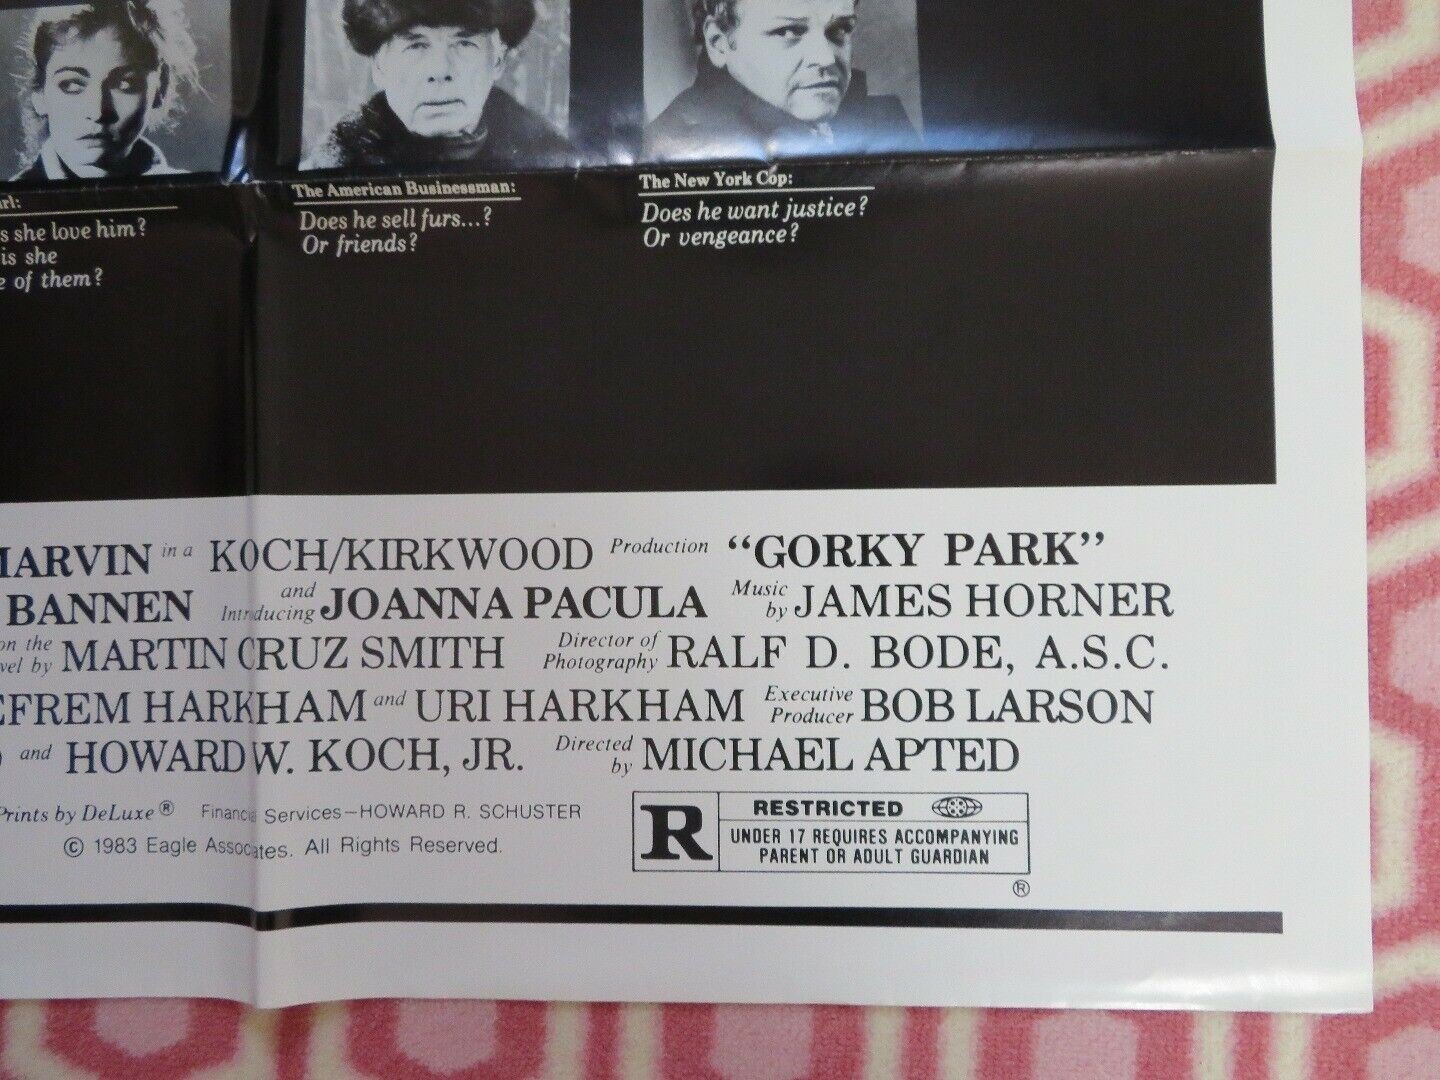 The American Businessman:
Does he sell furs...?
Or friends?
The New York Cop:
Does he want justice?
Or vengeance?
she love him?
is she
of them?
MARVIN in a KOCH/KIRKWOOD Production “GORKY PARK”
BANNEN and Introducing JOANNA PACULA Music by JAMES HORNER
on the
by MARTIN CRUZ SMITH Director of Photography RALF D. BODE, A.S.C.
EFREM HARKHAM and URI HARKHAM Executive Producer BOB LARSON
and HOWARD W. KOCH, JR. Directed by MICHAEL APTED
Prints by DeLuxe® Financial Services—HOWARD R. SCHUSTER
© 1983 Eagle Associates. All Rights Reserved.
R RESTRICTED
UNDER 17 REQUIRES ACCOMPANYING
PARENT OR ADULT GUARDIAN
®